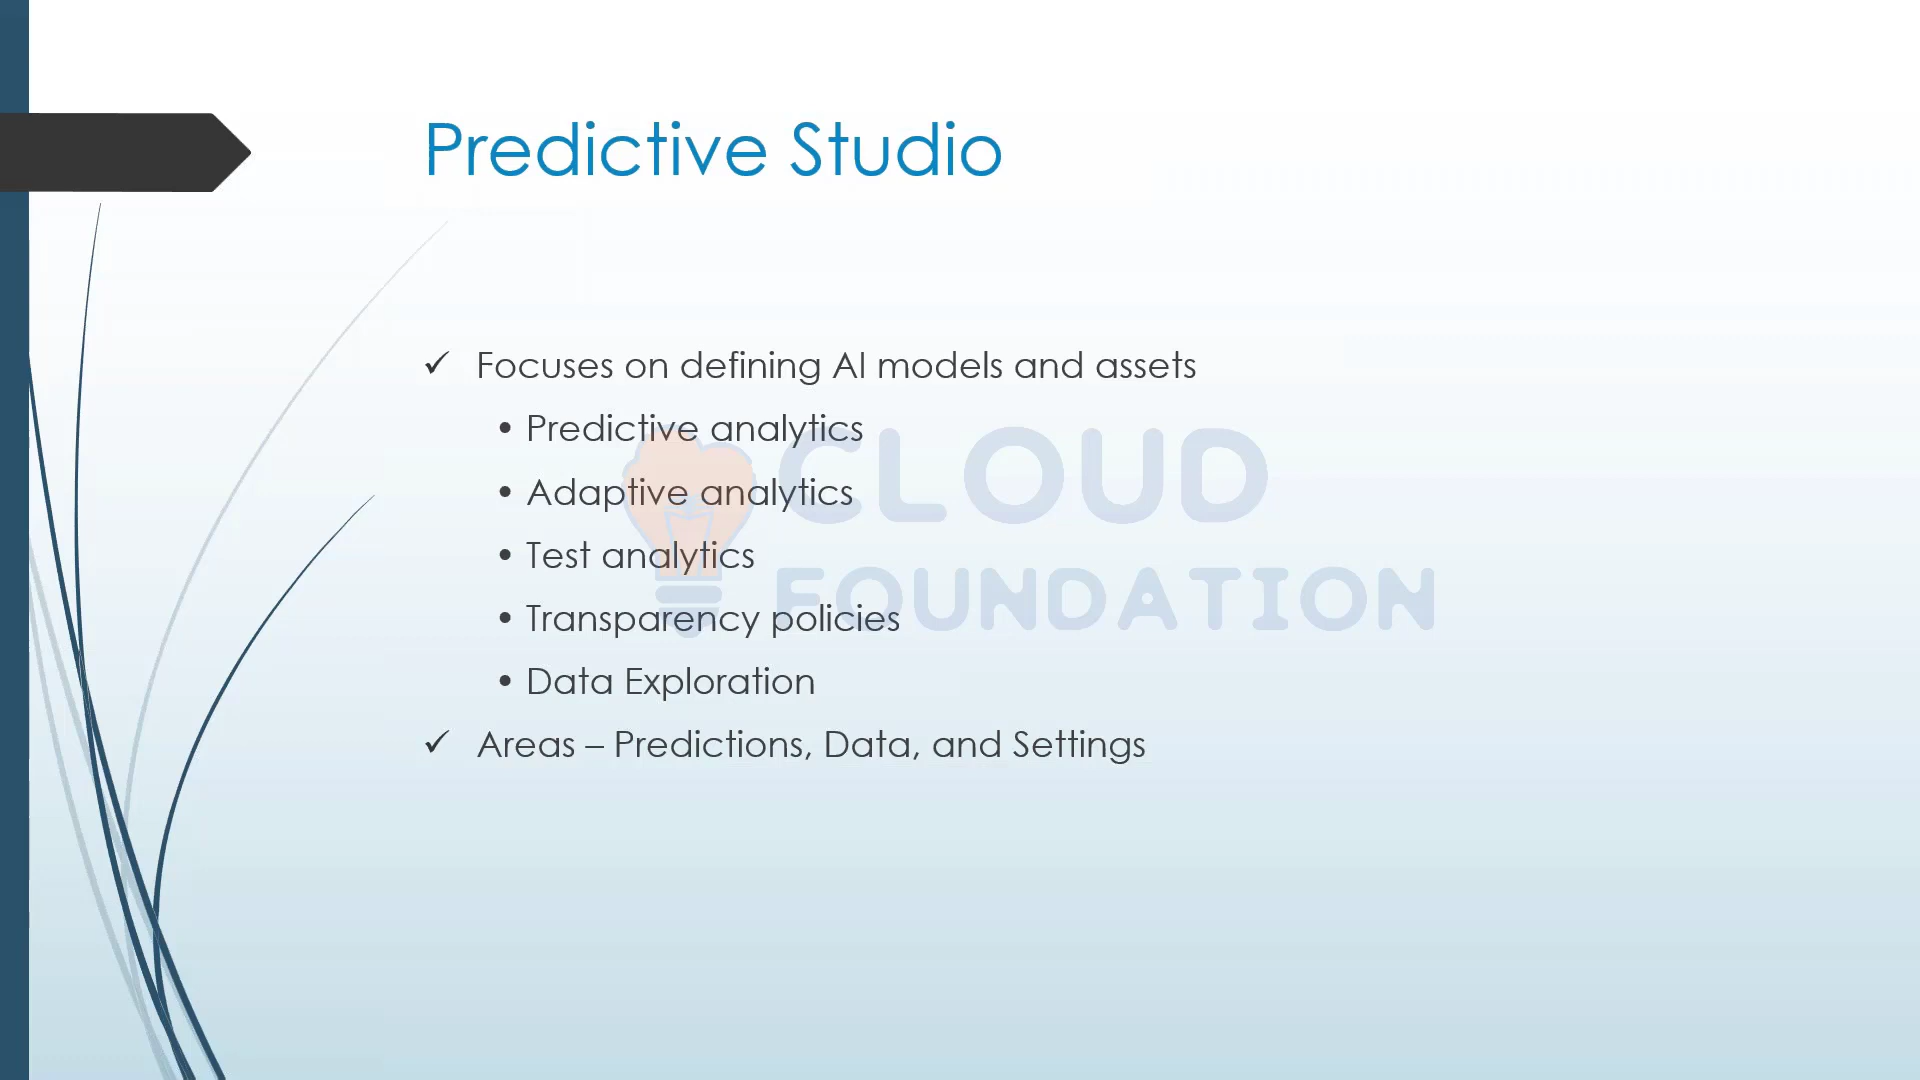 Predictive Studio
✓ Focuses on defining AI models and assets
• Predictive analytics
• Adaptive analytics
• Test analytics
• Transparency policies
• Data Exploration
✓ Areas – Predictions, Data, and Settings
CLOUD
FOUNDATION